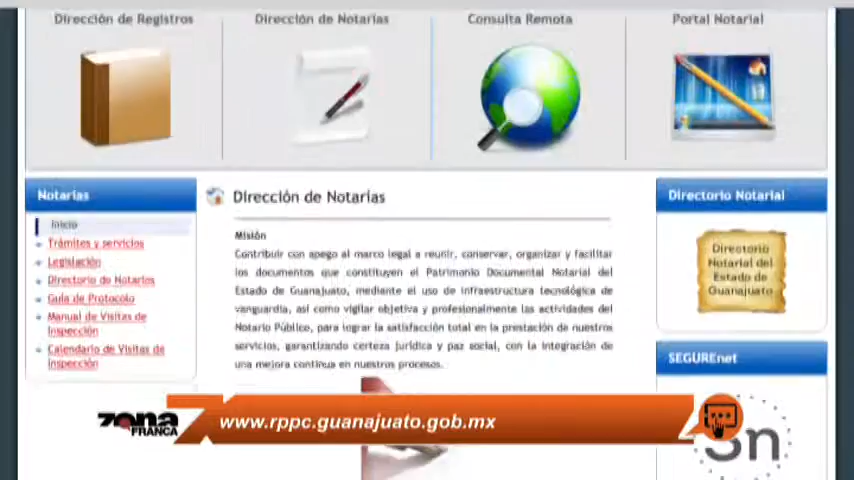 Dirección de Registros
Dirección de Notarías
Consulta Remota
Portal Notarial
Notarías
Inicio
Trámites y servicios
Legislación
Directorio de Notarios
Guía de Protocolo
Manual de Visitas de
Inspección
Calendario de Visitas de
Inspección
Dirección de Notarías
Misión
Contribuir con apego al marco legal a reunir, conservar, organizar y facilitar
los documentos que constituyen el Patrimonio Documental Notarial del
Estado de Guanajuato, mediante el uso de infraestructura tecnológica de
vanguardia, así como vigilar objetiva y profesionalmente las actividades del
Notario Público, para lograr la satisfacción total en la prestación de nuestros
servicios, garantizando certeza jurídica y paz social, con la integración de
una mejora continua en nuestros procesos.
Directorio Notarial
Directorio
Notarial del
Estado de
Guanajuato
SEGUREnet
Sn
ZONA
FRANCA
www.rppc.guanajuato.gob.mx